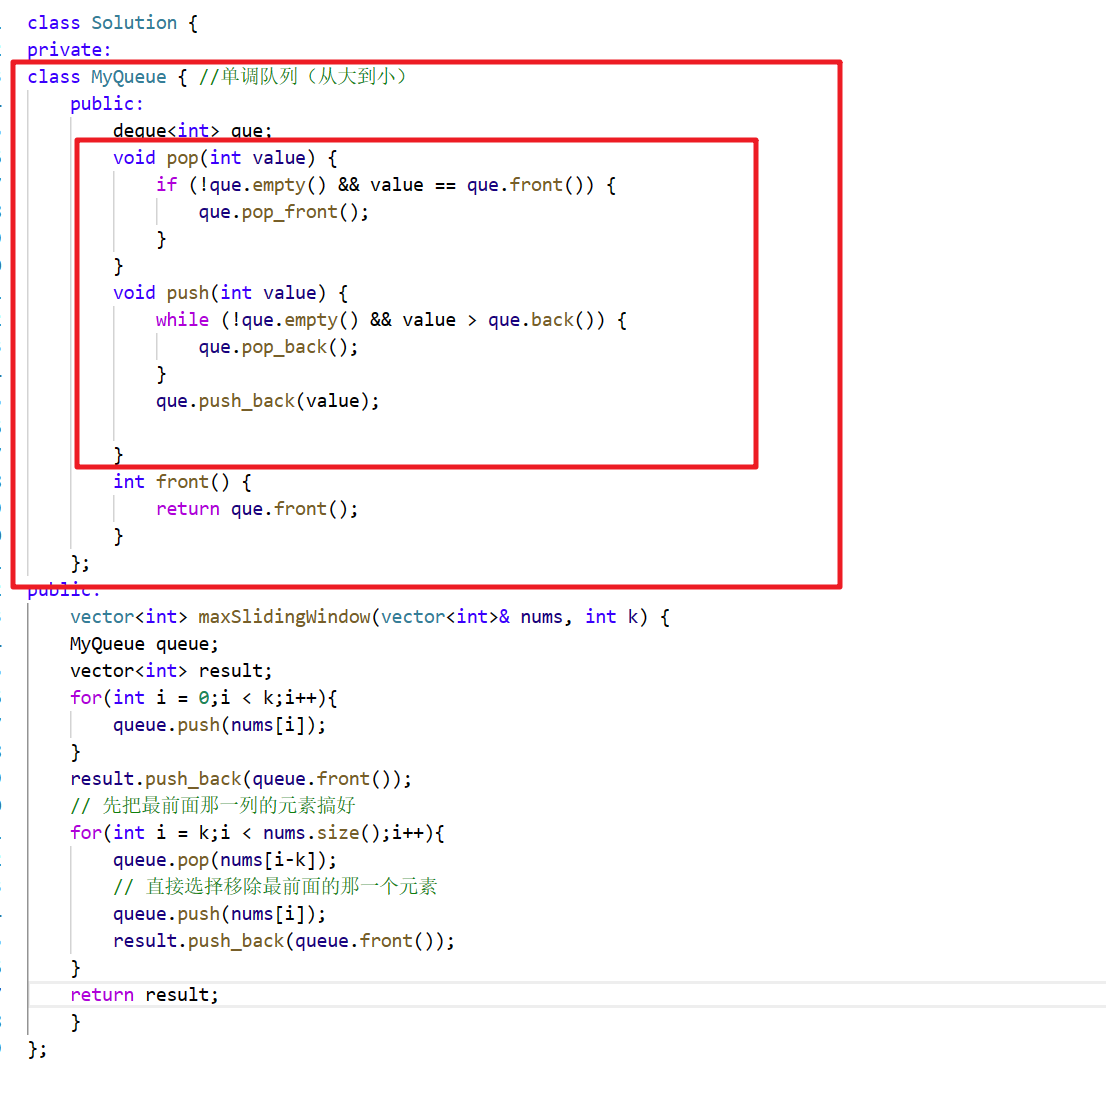 class Solution {
private:
class MyQueue { //单调队列（从大到小）
public:
deque<int> que;
void pop(int value) {
if (!que.empty() && value == que.front()) {
que.pop_front();
}
}
void push(int value) {
while (!que.empty() && value > que.back()) {
que.pop_back();
}
que.push_back(value);
}
int front() {
return que.front();
}
};
public:
vector<int> maxSlidingWindow(vector<int>& nums, int k) {
MyQueue queue;
vector<int> result;
for(int i = 0;i < k;i++){
queue.push(nums[i]);
}
result.push_back(queue.front());
// 先把最前面那一列的元素搞好
for(int i = k;i < nums.size();i++){
queue.pop(nums[i-k]);
// 直接选择移除最前面的那一个元素
queue.push(nums[i]);
result.push_back(queue.front());
}
return result;
}
};